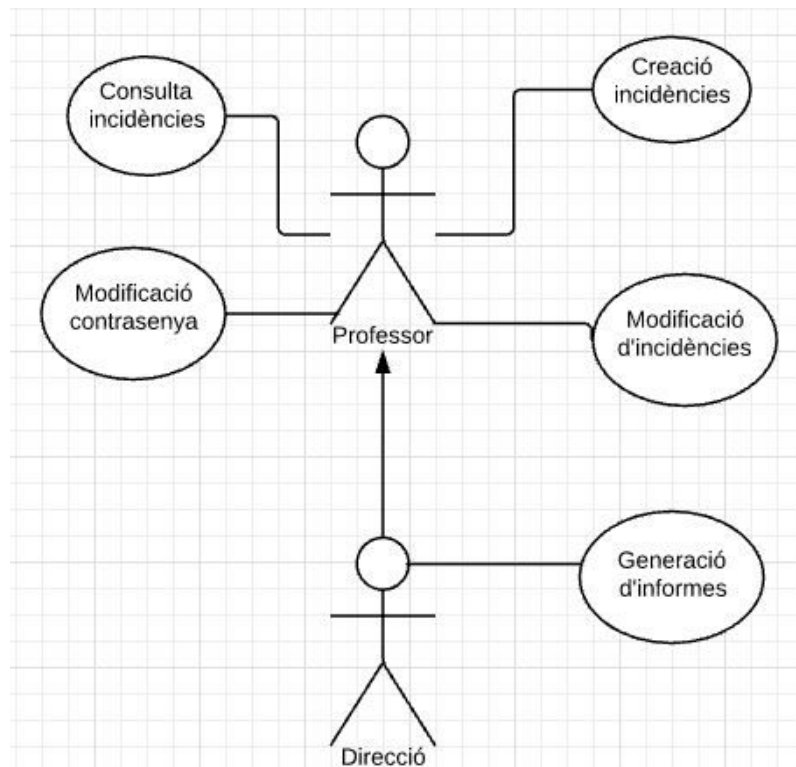 Consulta
incidències
Creació
incidències
Modificació
contrasenya
Professor
Modificació
d'incidències
Generació
d'informes
Direcció